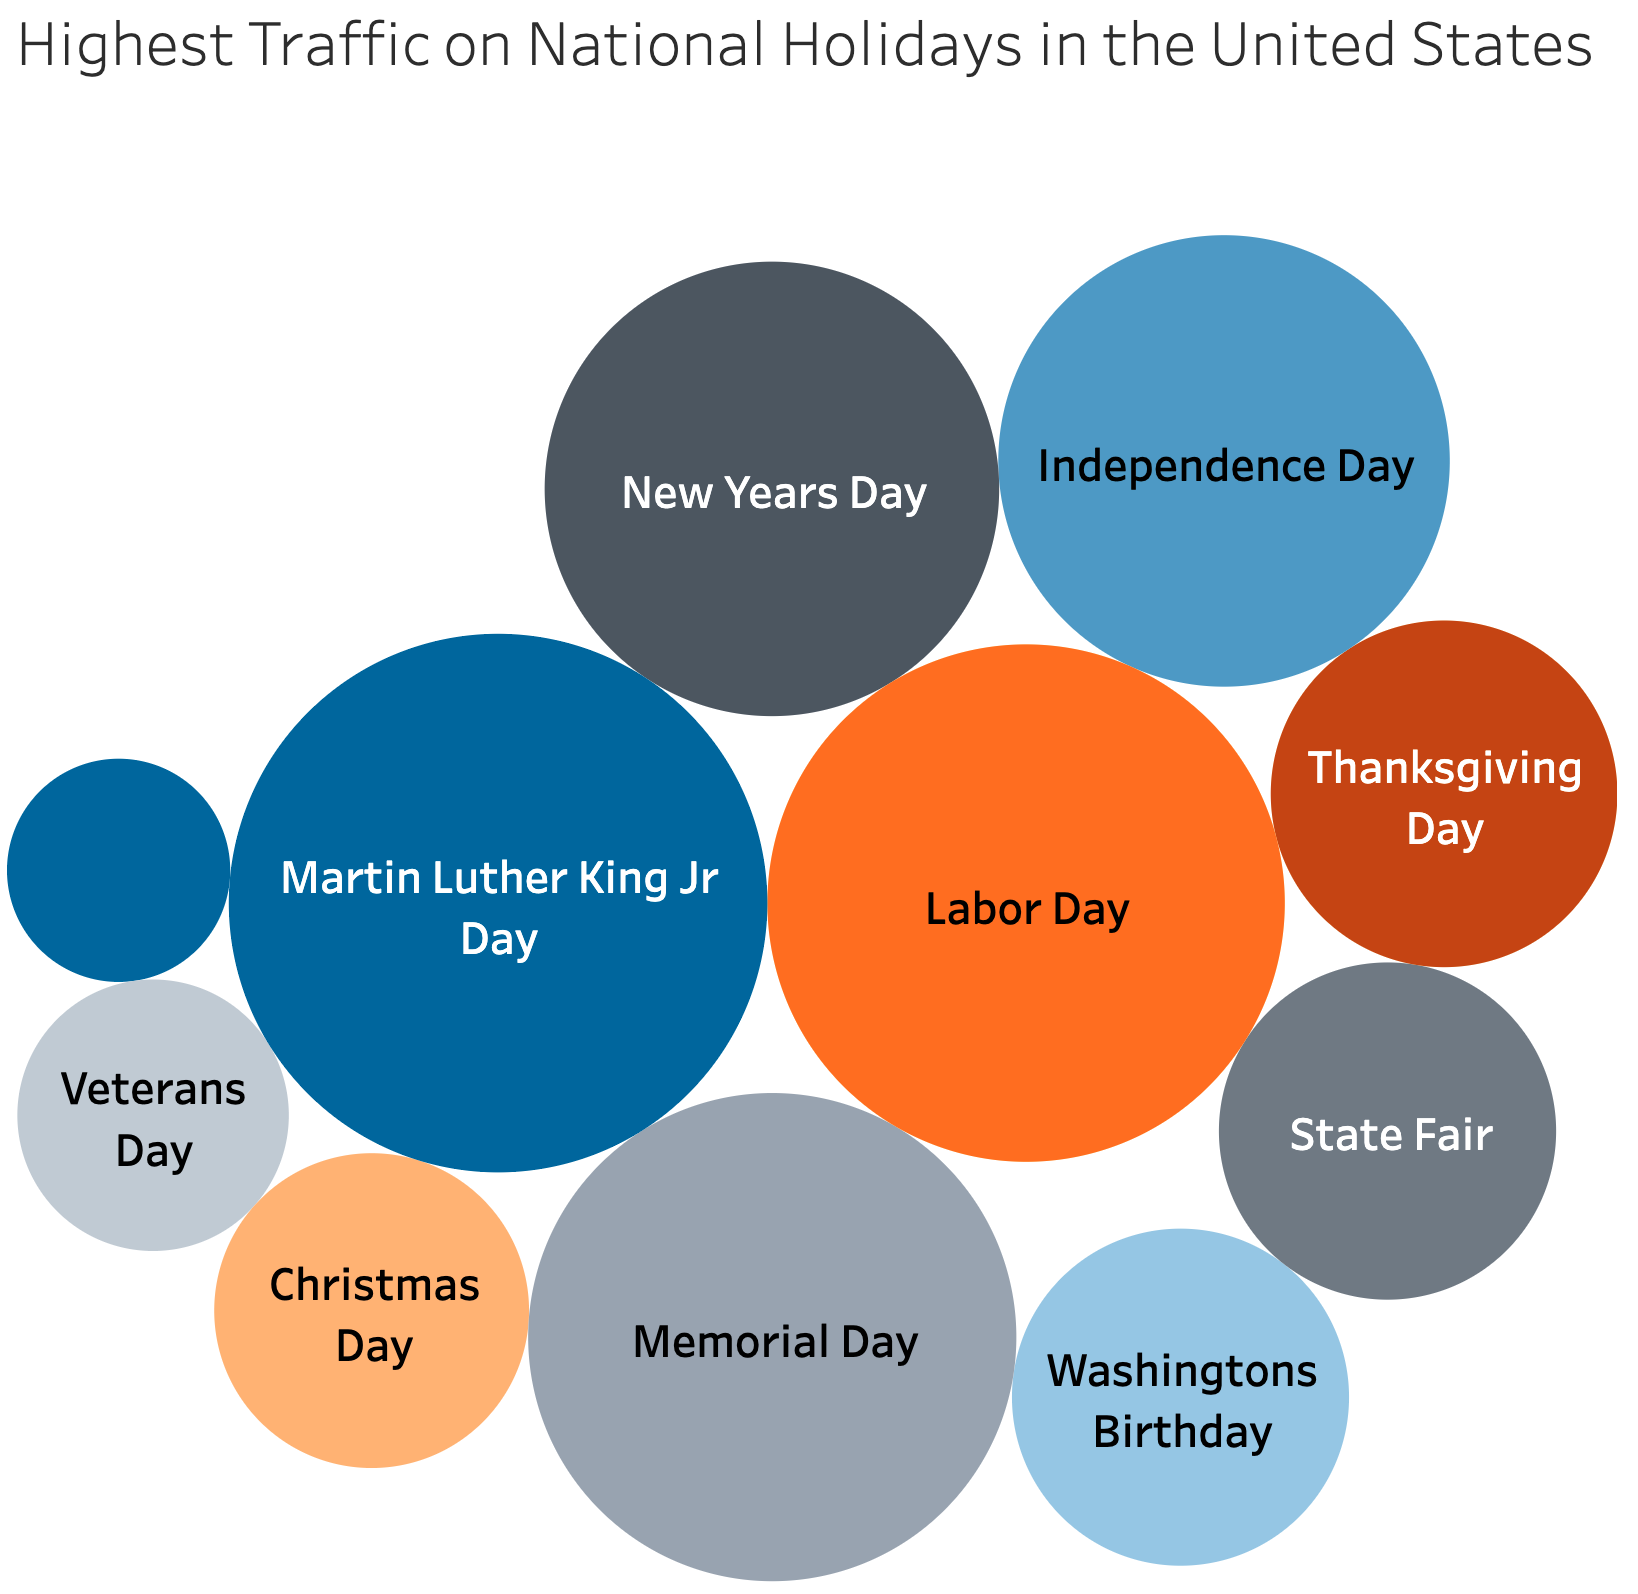 Highest Traffic on National Holidays in the United States
New Years Day
Independence Day
Thanksgiving
Day
Martin Luther King Jr
Day
Labor Day
Veterans
Day
State Fair
Christmas
Day
Memorial Day
Washingtons
Birthday